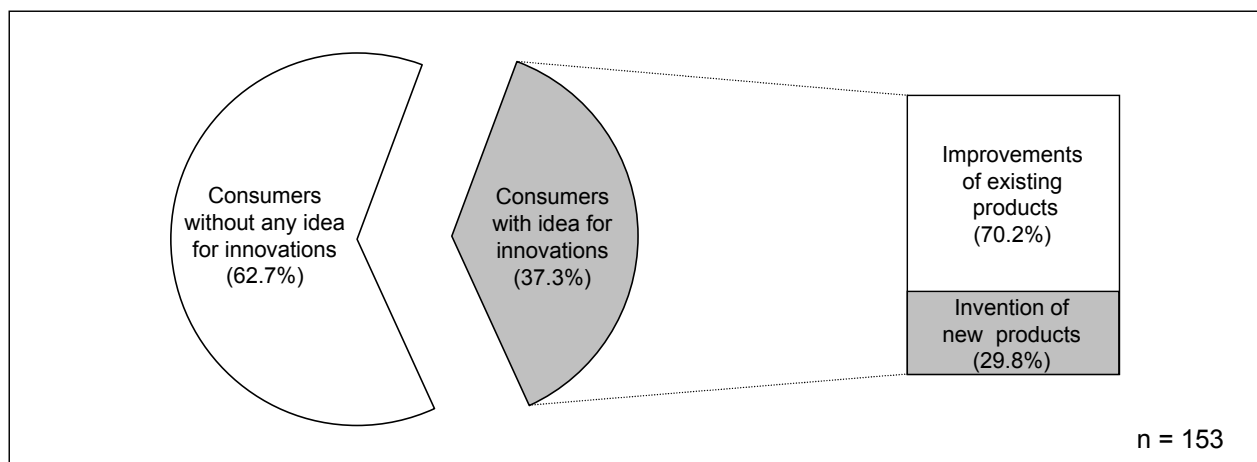 Consumers
without any idea
for innovations
(62.7%)
Consumers
with idea for
innovations
(37.3%)
Improvements
of existing
products
(70.2%)
Invention of
new products
(29.8%)
n = 153